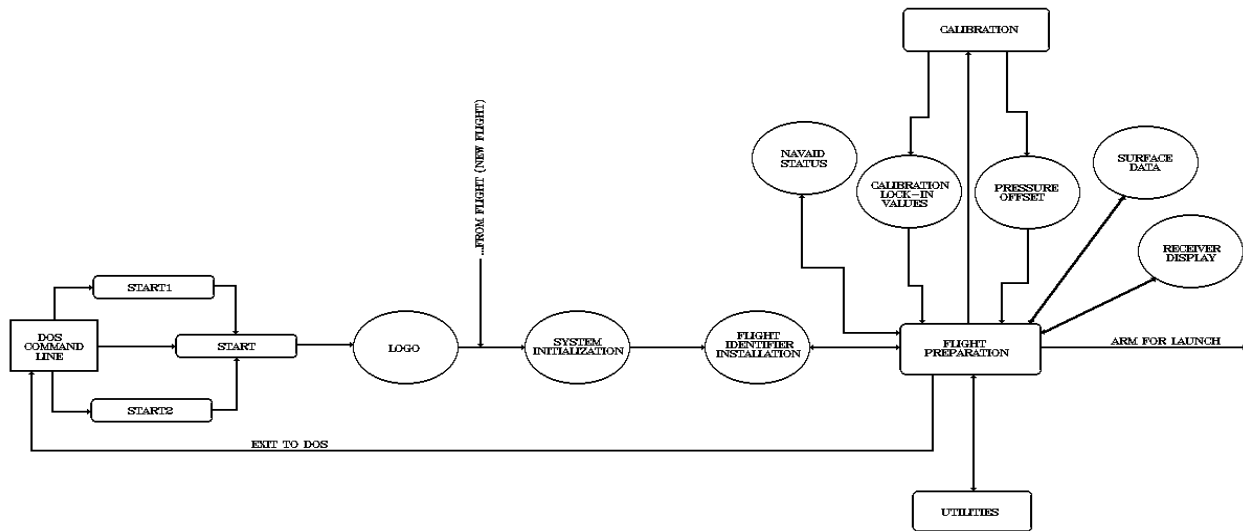 CALIBRATION
NAVAID
STATUS
CALIBRATION
LOCK-IN
VALUES
PRESSURE
OFFSET
SURFACE
DATA
RECEIVER
DISPLAY
...FROM FLIGHT (NEW FLIGHT)
START1
DOS
COMMAND
LINE
START
LOGO
SYSTEM
INITIALIZATION
FLIGHT
IDENTIFIER
INSTALLATION
FLIGHT
PREPARATION
ARM FOR LAUNCH
START2
EXIT TO DOS
UTILITIES